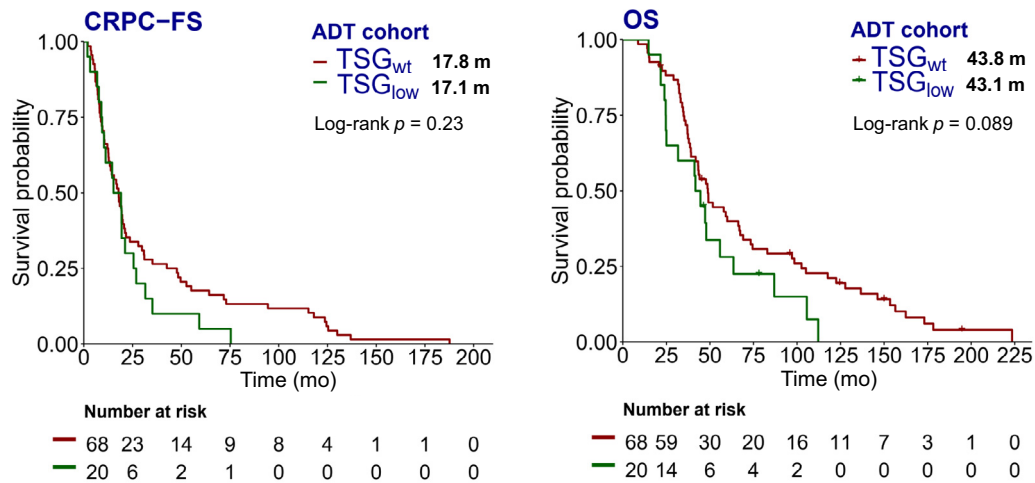 CRPC−FS
ADT cohort
TSGwt 17.8 m
TSGlow 17.1 m
Log-rank p = 0.23
Survival probability
1.00
0.75
0.50
0.25
0.00
0 25 50 75 100 125 150 175 200
Time (mo)
Number at risk
68 23 14 9 8 4 1 1 0
20 6 2 1 0 0 0 0 0
OS
ADT cohort
TSGwt 43.8 m
TSGlow 43.1 m
Log-rank p = 0.089
Survival probability
1.00
0.75
0.50
0.25
0.00
0 25 50 75 100 125 150 175 200 225
Time (mo)
Number at risk
68 59 30 20 16 11 7 3 1 0
20 14 6 4 2 0 0 0 0 0